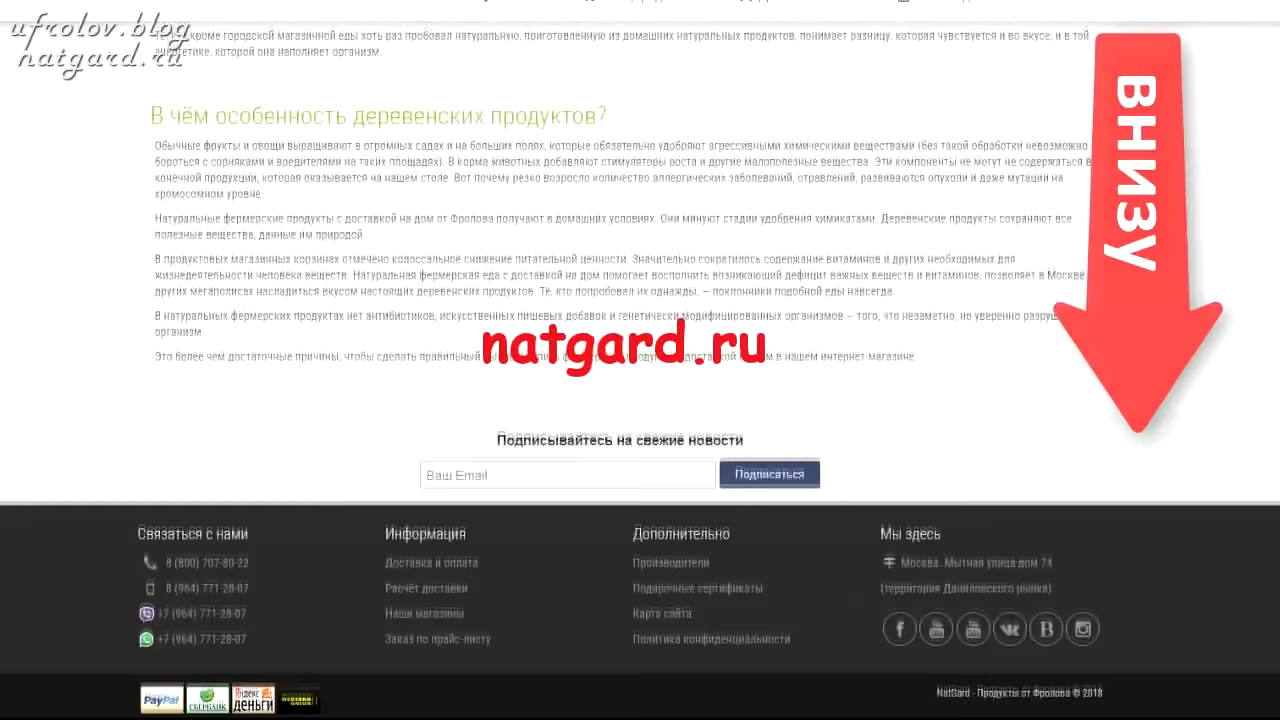 ufrolov.blog
natgard.ru
кроме городской магазинной еды хоть раз пробовал натуральную, приготовленную из домашних натуральных продуктов, понимает разницу, которая чувствуется и во вкусе, и в той
энергетике, которой она наполняет организм.
В чём особенность деревенских продуктов?
Обычные фрукты и овощи выращивают в огромных садах и на больших полях, которые обязательно удобряют агрессивными химическими веществами (без такой обработки невозможно
бороться с сорняками и вредителями на таких площадях). В корма животных добавляют стимуляторы роста и другие малополезные вещества. Эти компоненты не могут не содержаться в
конечной продукции, которая оказывается на нашем столе. Вот почему резко возросло количество аллергических заболеваний, отравлений, развиваются опухоли и даже мутации на
хромосомном уровне.
Натуральные фермерские продукты с доставкой на дом от Фролова получают в домашних условиях. Они минуют стадии удобрения химикатами. Деревенские продукты сохраняют все
полезные вещества, данные им природой.
В продуктовых магазинных корзинах отмечено колоссальное снижение питательной ценности. Значительно сократилось содержание витаминов и других необходимых для
жизнедеятельности человека веществ. Натуральная фермерская еда с доставкой на дом помогает восполнить возникающий дефицит важных веществ и витаминов, позволяет в Москве
других мегаполисах насладиться вкусом настоящих деревенских продуктов. Те, кто попробовал их однажды, – поклонники подобной еды навсегда.
В натуральных фермерских продуктах нет антибиотиков, искусственных пищевых добавок и генетически модифицированных организмов – того, что незаметно, но уверенно
организм.
Это более чем достаточные причины, чтобы сделать правильный в нашем интернет-магазине.
natgard.ru
ВНИЗУ
Подписывайтесь на свежие новости
Ваш Email
Подписаться
Связаться с нами
8 (800) 707-80-22
8 (964) 771-28-07
+7 (964) 771-28-07
+7 (964) 771-28-07
Информация
Доставка и оплата
Расчёт доставки
Наши магазины
Заказ по прайс-листу
Дополнительно
Производители
Подарочные сертификаты
Карта сайта
Политика конфиденциальности
Мы здесь
Москва. Мытная улица дом 74
(территория Даниловского рынка)
PayPal
СБЕРБАНК
Яндекс деньги
WESTERN UNION
NatGard - Продукты от Фролова © 2018